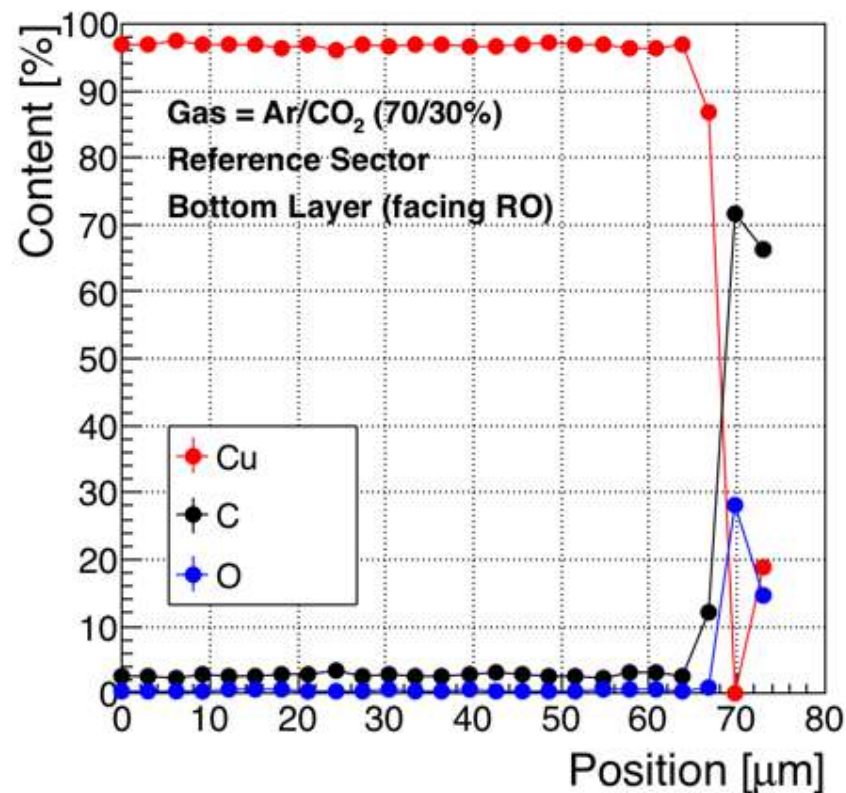 Content [%]
100
90
80
70
60
50
40
30
20
10
0
Gas = Ar/CO₂ (70/30%)
Reference Sector
Bottom Layer (facing RO)
Cu
C
O
0 10 20 30 40 50 60 70 80
Position [μm]